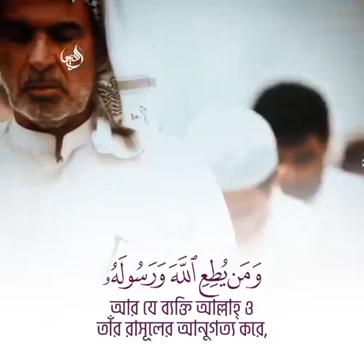 وَمَن يُطِعِ ٱللَّهَ وَرَسُولَهُۥ
আর যে ব্যক্তি আল্লাহ্ ও
তাঁর রাসূলের আনুগত্য করে,